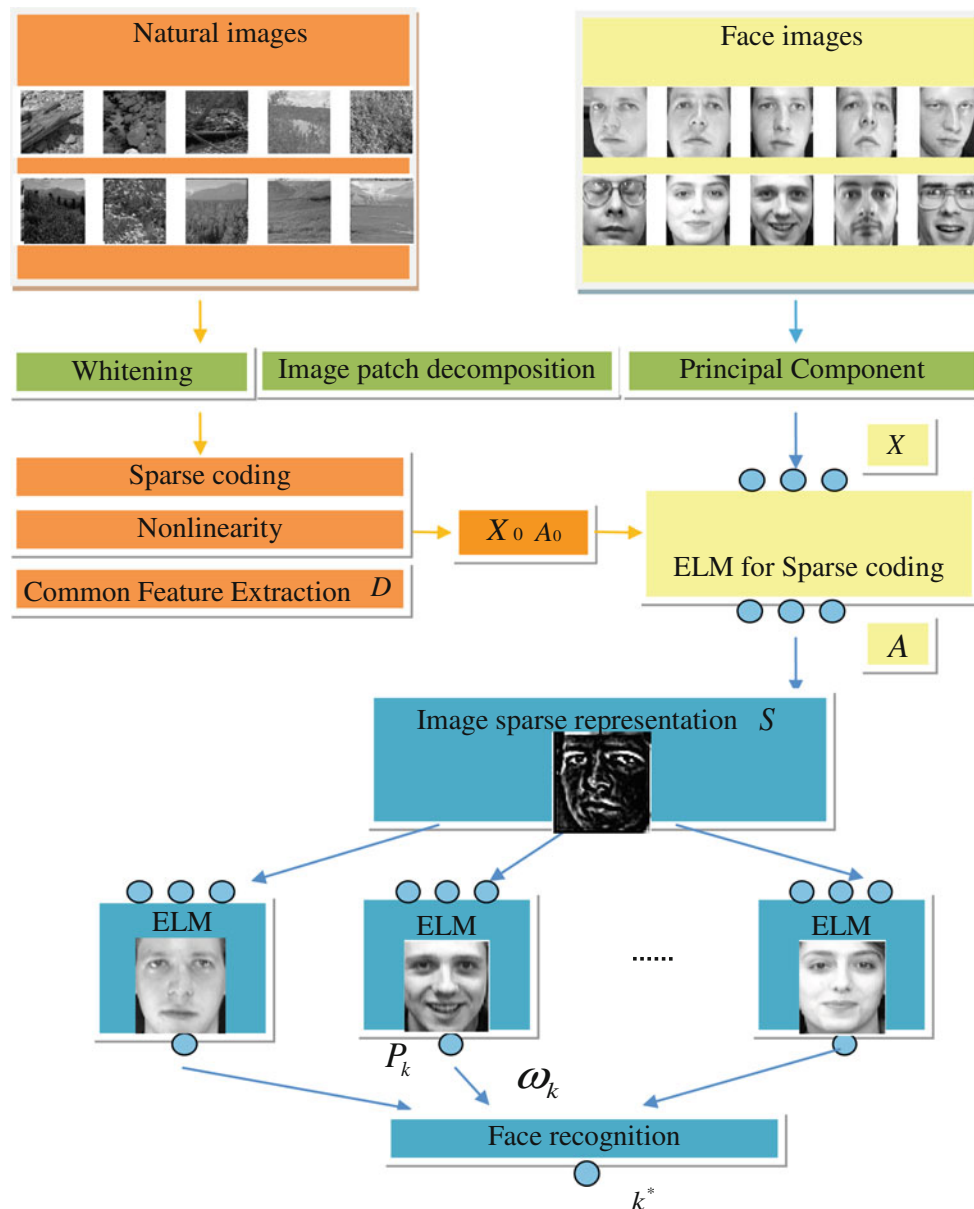 Natural images
Face images
Whitening
Image patch decomposition
Principal Component
Sparse coding
Nonlinearity
Common Feature Extraction D
X₀ A₀
X
ELM for Sparse coding
A
Image sparse representation S
ELM
ELM
......
ELM
Pₖ
ωₖ
Face recognition
k*